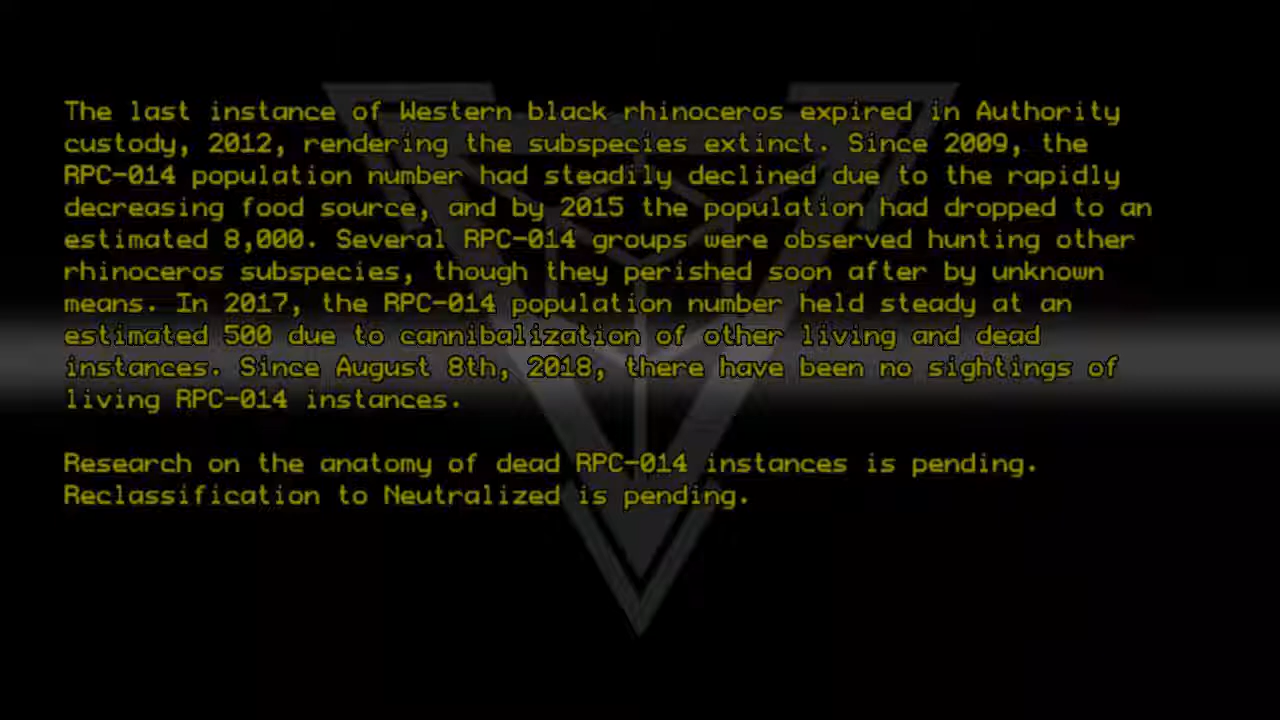 The last instance of Western black rhinoceros expired in Authority
custody, 2012, rendering the subspecies extinct. Since 2009, the
RPC-014 population number had steadily declined due to the rapidly
decreasing food source, and by 2015 the population had dropped to an
estimated 8,000. Several RPC-014 groups were observed hunting other
rhinoceros subspecies, though they perished soon after by unknown
means. In 2017, the RPC-014 population number held steady at an
estimated 500 due to cannibalization of other living and dead
instances. Since August 8th, 2018, there have been no sightings of
living RPC-014 instances.
Research on the anatomy of dead RPC-014 instances is pending.
Reclassification to Neutralized is pending.